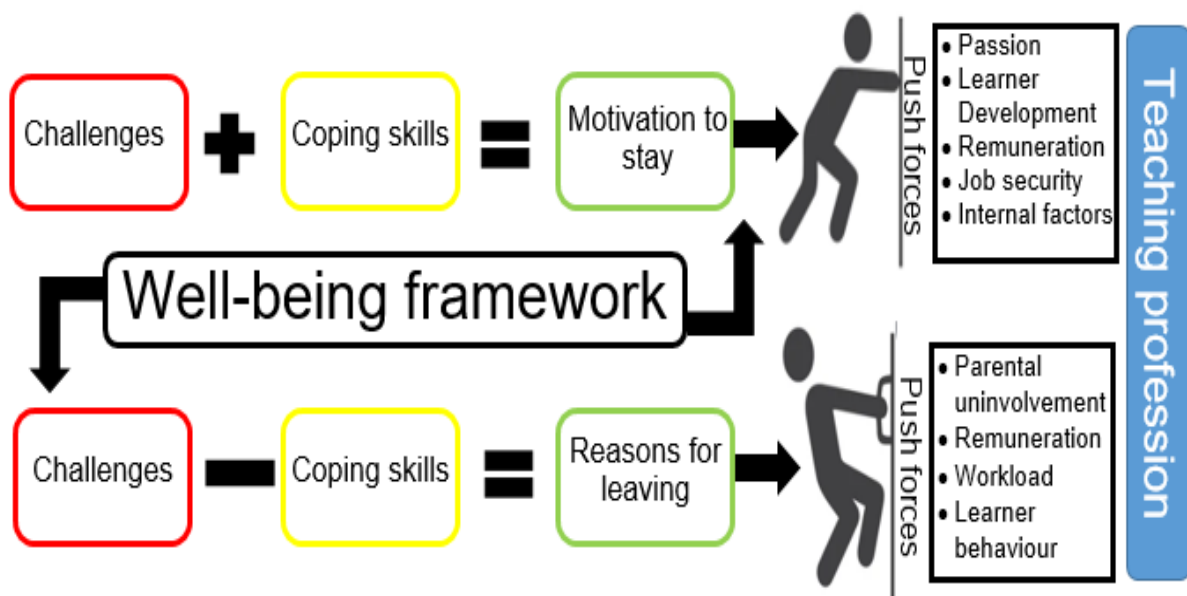 Challenges
Coping skills
Motivation to
stay
Push forces
• Passion
• Learner
Development
• Remuneration
• Job security
• Internal factors
Teaching profession
Well-being framework
Challenges
Coping skills
Reasons for
leaving
Push forces
• Parental
uninvolvement
• Remuneration
• Workload
• Learner
behaviour